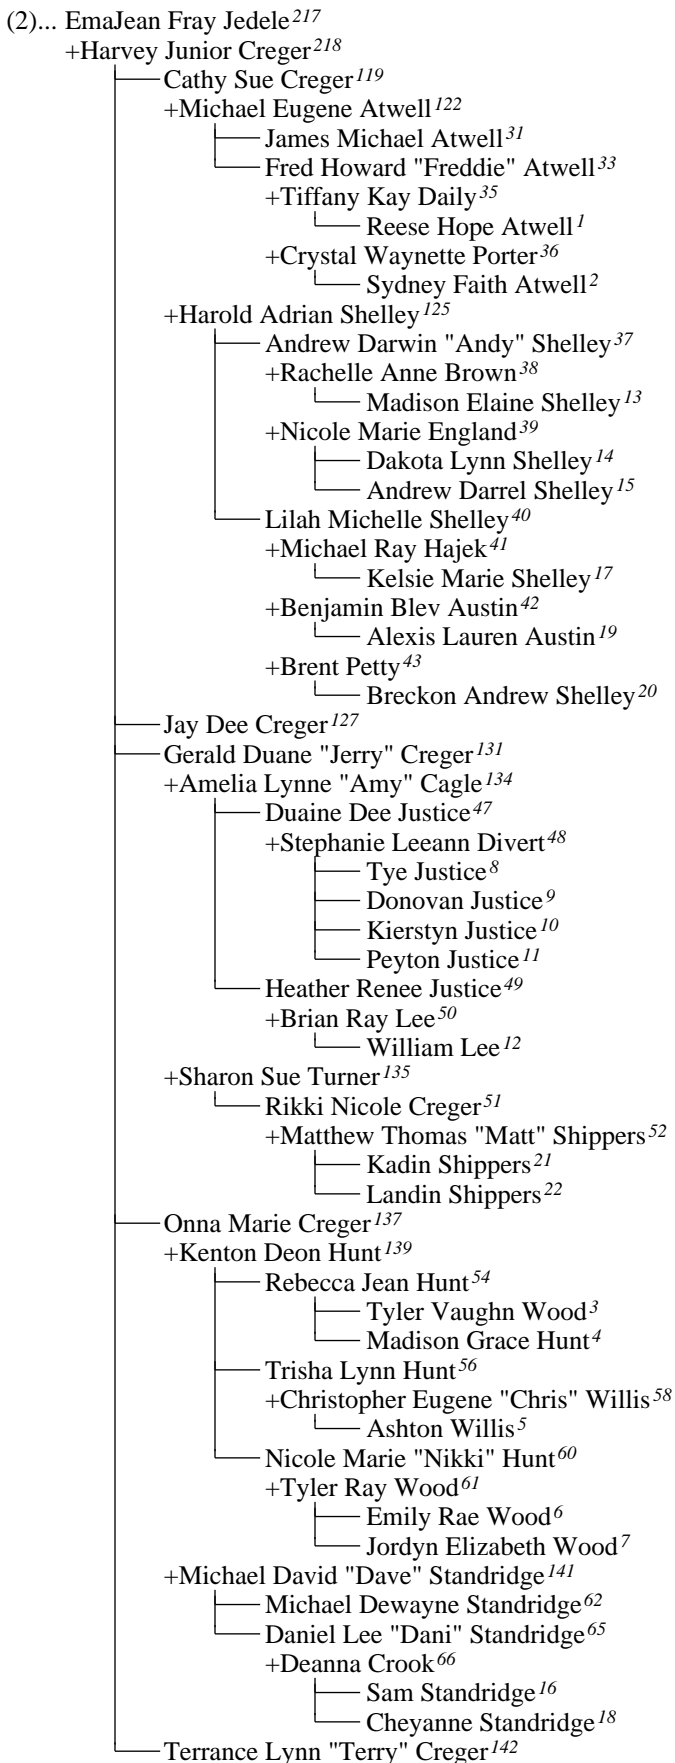 (2)... EmaJean Fray Jedele217
+Harvey Junior Creger218
Cathy Sue Creger119
+Michael Eugene Atwell122
James Michael Atwell31
Fred Howard "Freddie" Atwell33
+Tiffany Kay Daily35
Reese Hope Atwell1
+Crystal Waynette Porter36
Sydney Faith Atwell2
+Harold Adrian Shelley125
Andrew Darwin "Andy" Shelley37
+Rachelle Anne Brown38
Madison Elaine Shelley13
+Nicole Marie England39
Dakota Lynn Shelley14
Andrew Darrel Shelley15
Lilah Michelle Shelley40
+Michael Ray Hajek41
Kelsie Marie Shelley17
+Benjamin Blev Austin42
Alexis Lauren Austin19
+Brent Petty43
Breckon Andrew Shelley20
Jay Dee Creger127
Gerald Duane "Jerry" Creger131
+Amelia Lynne "Amy" Cagle134
Duaine Dee Justice47
+Stephanie Leeann Divert48
Tye Justice8
Donovan Justice9
Kierstyn Justice10
Peyton Justice11
Heather Renee Justice49
+Brian Ray Lee50
William Lee12
+Sharon Sue Turner135
Rikki Nicole Creger51
+Matthew Thomas "Matt" Shippers52
Kadin Shippers21
Landin Shippers22
Onna Marie Creger137
+Kenton Deon Hunt139
Rebecca Jean Hunt54
Tyler Vaughn Wood3
Madison Grace Hunt4
Trisha Lynn Hunt56
+Christopher Eugene "Chris" Willis58
Ashton Willis5
Nicole Marie "Nikki" Hunt60
+Tyler Ray Wood61
Emily Rae Wood6
Jordyn Elizabeth Wood7
+Michael David "Dave" Standridge141
Michael Dewayne Standridge62
Daniel Lee "Dani" Standridge65
+Deanna Crook66
Sam Standridge16
Cheyanne Standridge18
Terrance Lynn "Terry" Creger142